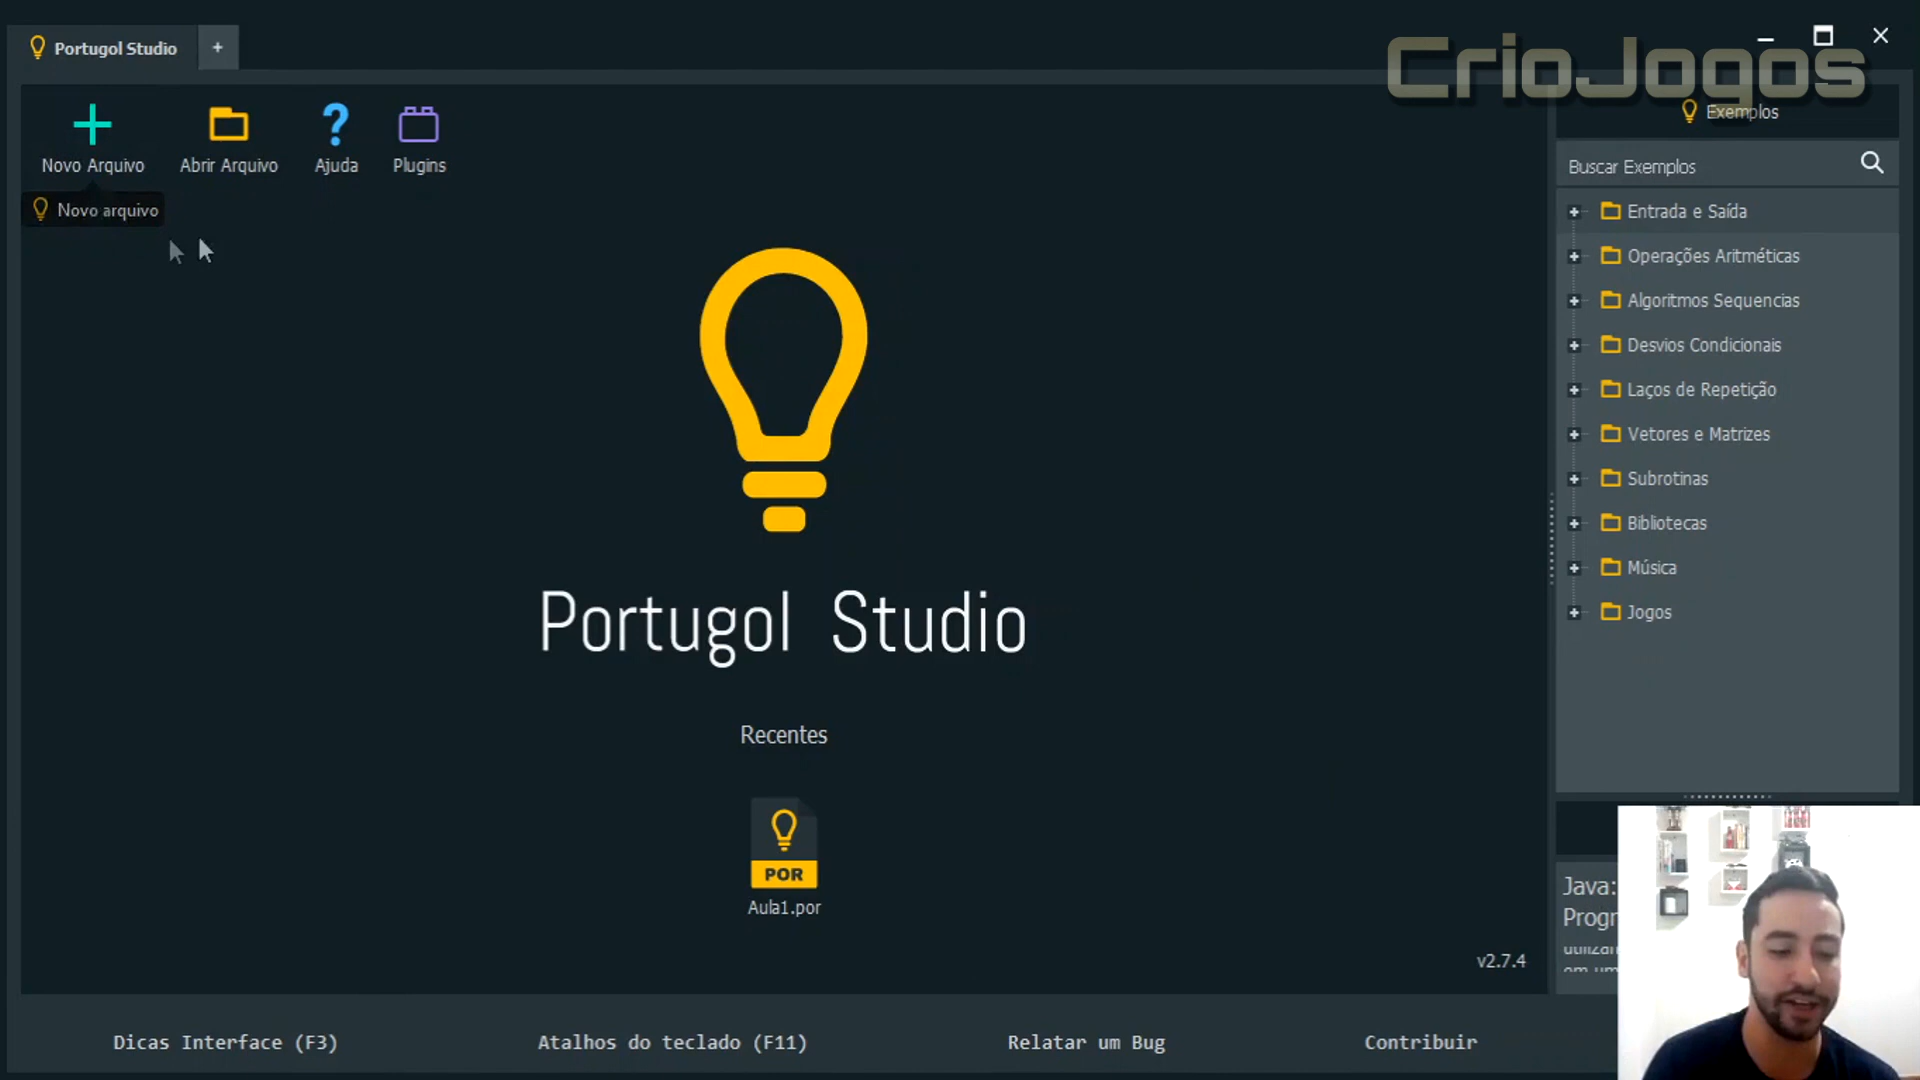 Portugol Studio
+
CrioJogos
Novo Arquivo
Abrir Arquivo
Ajuda
Plugins
Novo arquivo
Exemplos
Buscar Exemplos
Entrada e Saída
Operações Aritméticas
Algoritmos Sequencias
Desvios Condicionais
Laços de Repetição
Vetores e Matrizes
Subrotinas
Bibliotecas
Música
Jogos
Portugol Studio
Recentes
POR
Aula1.por
v2.7.4
Java:
Progr
Dicas Interface (F3)
Atalhos do teclado (F11)
Relatar um Bug
Contribuir